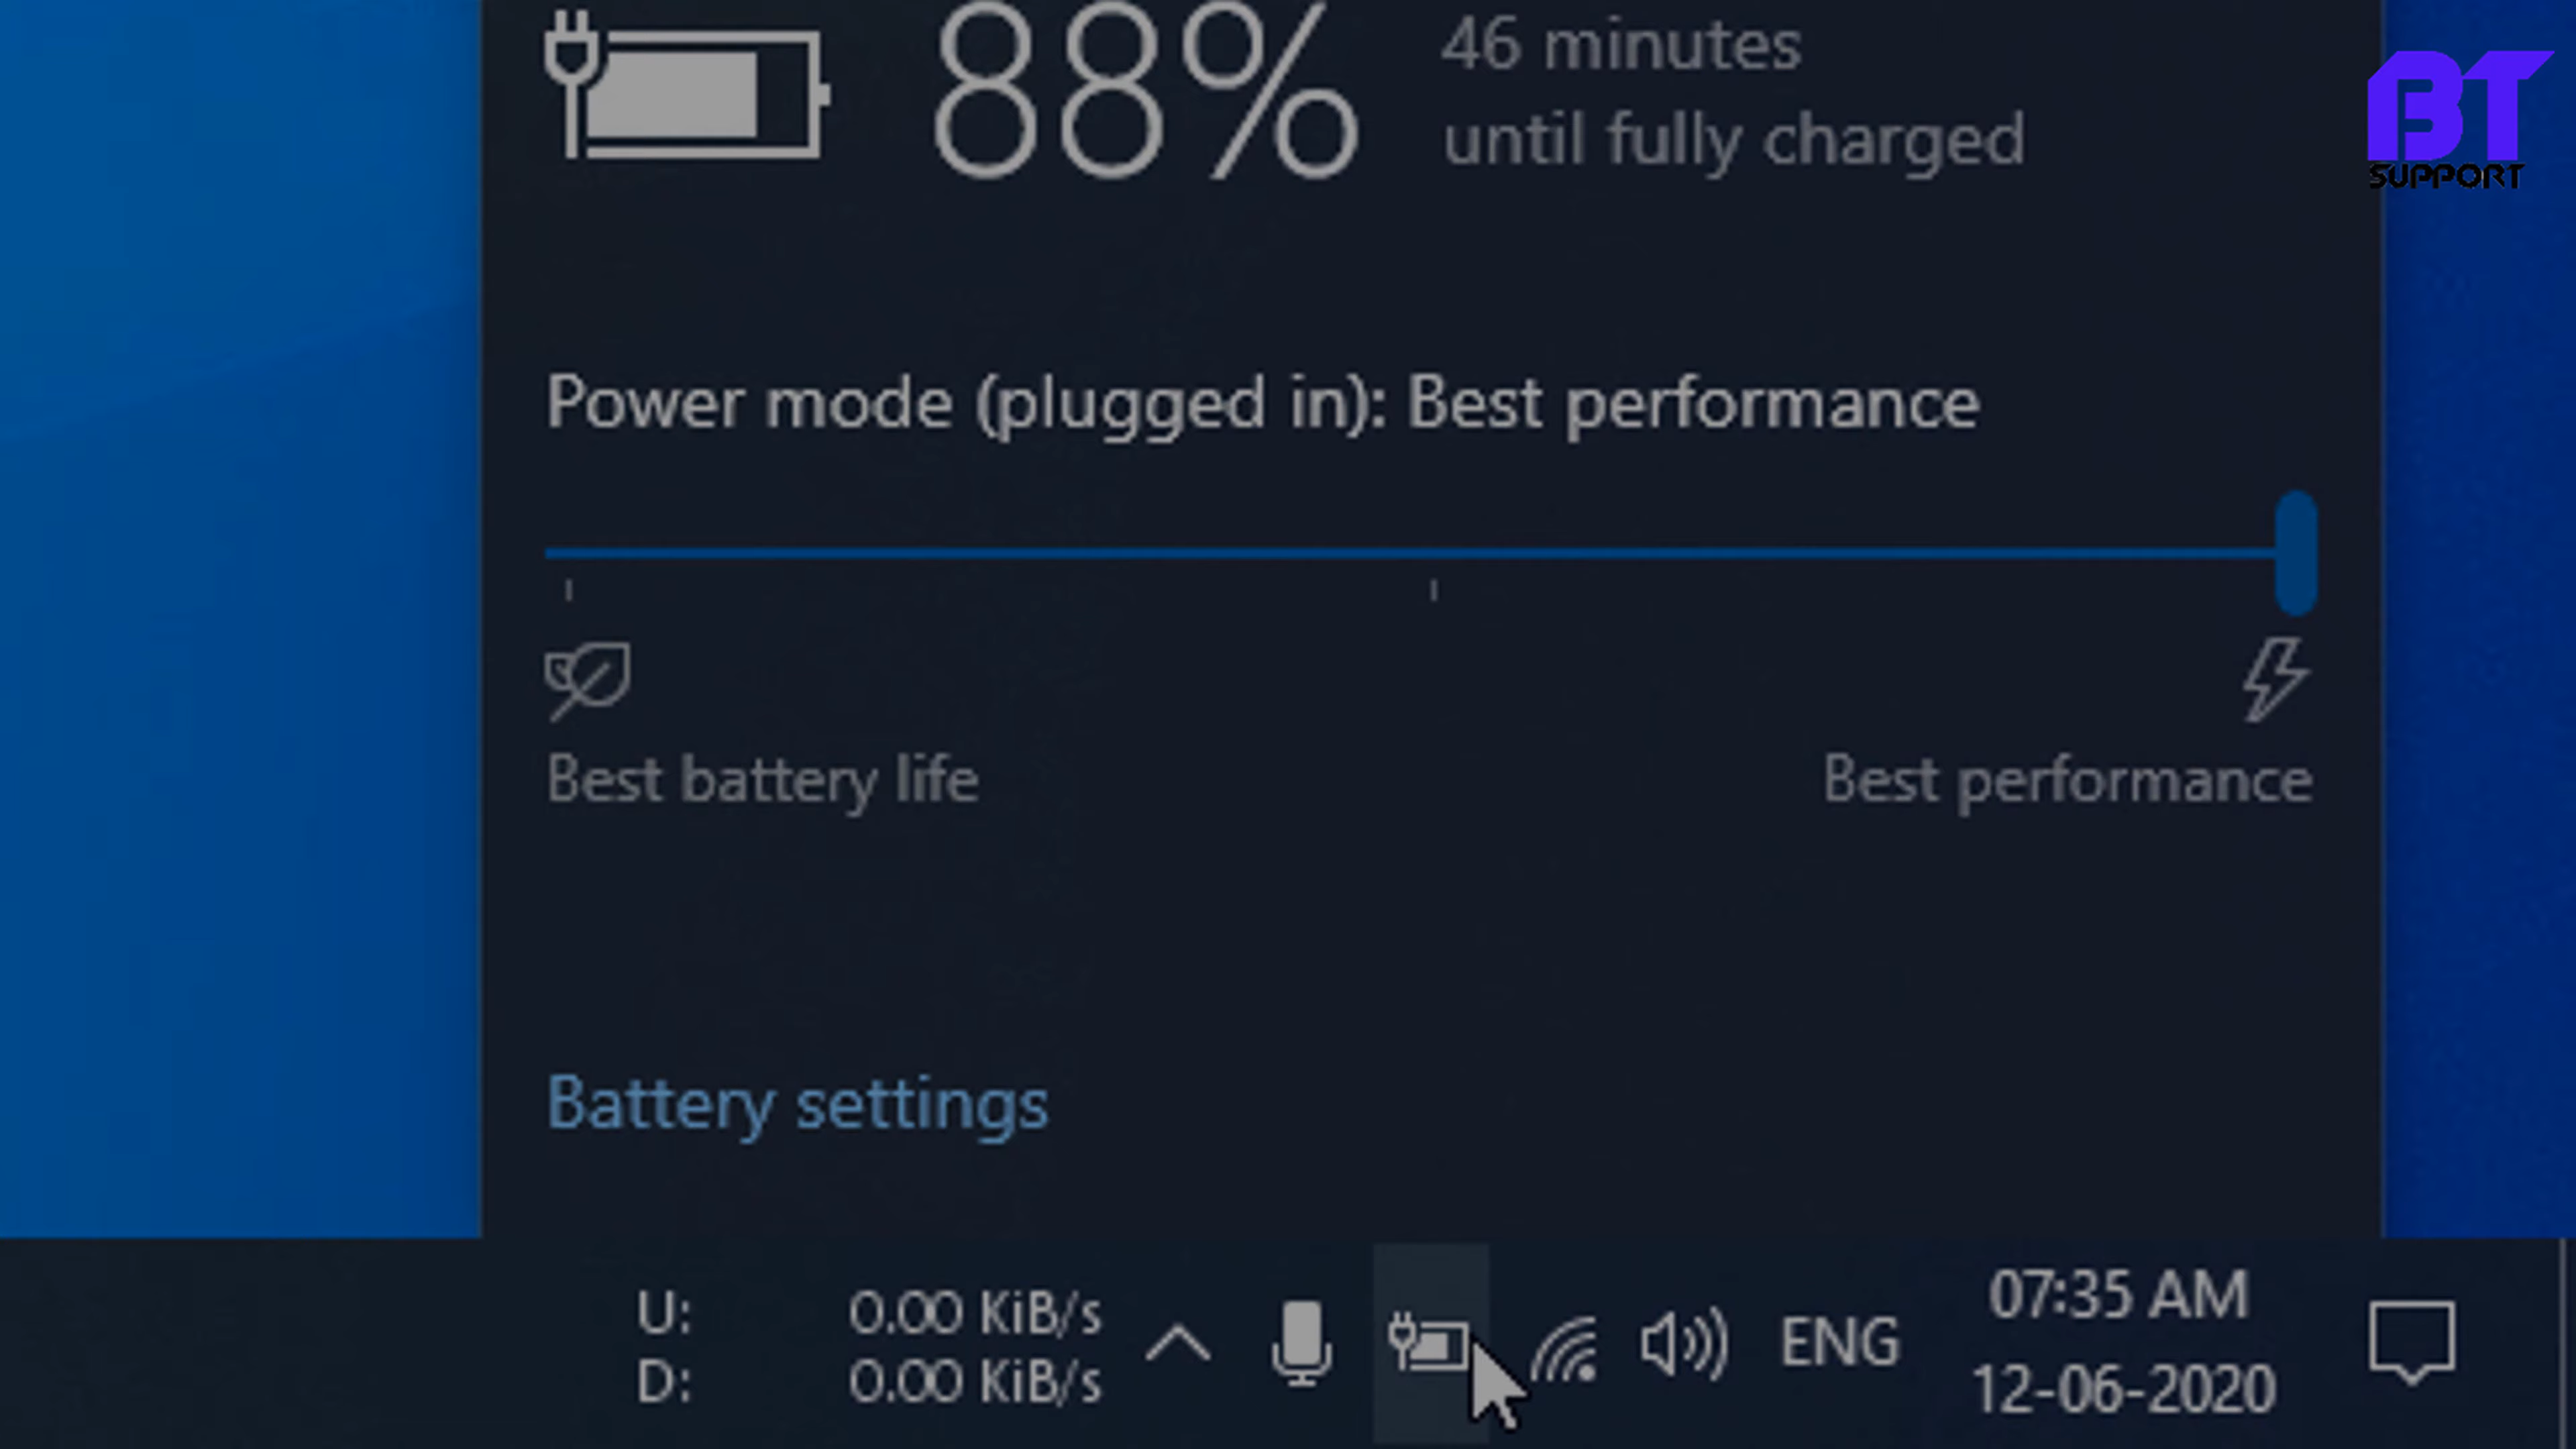 88%
46 minutes
until fully charged
BT
SUPPORT
Power mode (plugged in): Best performance
Best battery life
Best performance
Battery settings
U: 0.00 KiB/s
D: 0.00 KiB/s
ENG
07:35 AM
12-06-2020